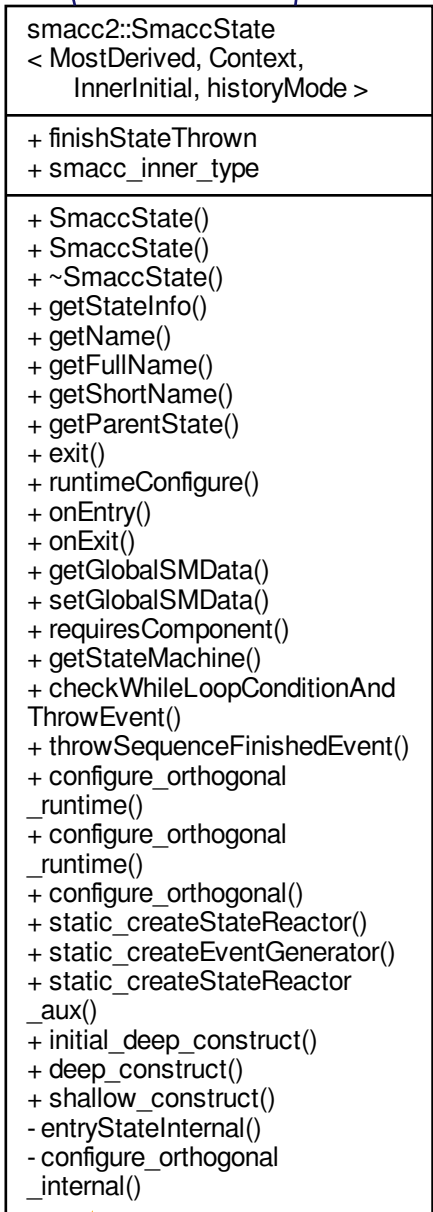 smacc2::SmaccState
< MostDerived, Context,
InnerInitial, historyMode >
+ finishStateThrown
+ smacc_inner_type
+ SmaccState()
+ SmaccState()
+ ~SmaccState()
+ getStateInfo()
+ getName()
+ getFullName()
+ getShortName()
+ getParentState()
+ exit()
+ runtimeConfigure()
+ onEntry()
+ onExit()
+ getGlobalSMData()
+ setGlobalSMData()
+ requiresComponent()
+ getStateMachine()
+ checkWhileLoopConditionAnd
ThrowEvent()
+ throwSequenceFinishedEvent()
+ configure_orthogonal
_runtime()
+ configure_orthogonal
_runtime()
+ configure_orthogonal()
+ static_createStateReactor()
+ static_createEventGenerator()
+ static_createStateReactor
_aux()
+ initial_deep_construct()
+ deep_construct()
+ shallow_construct()
- entryStateInternal()
- configure_orthogonal
_internal()